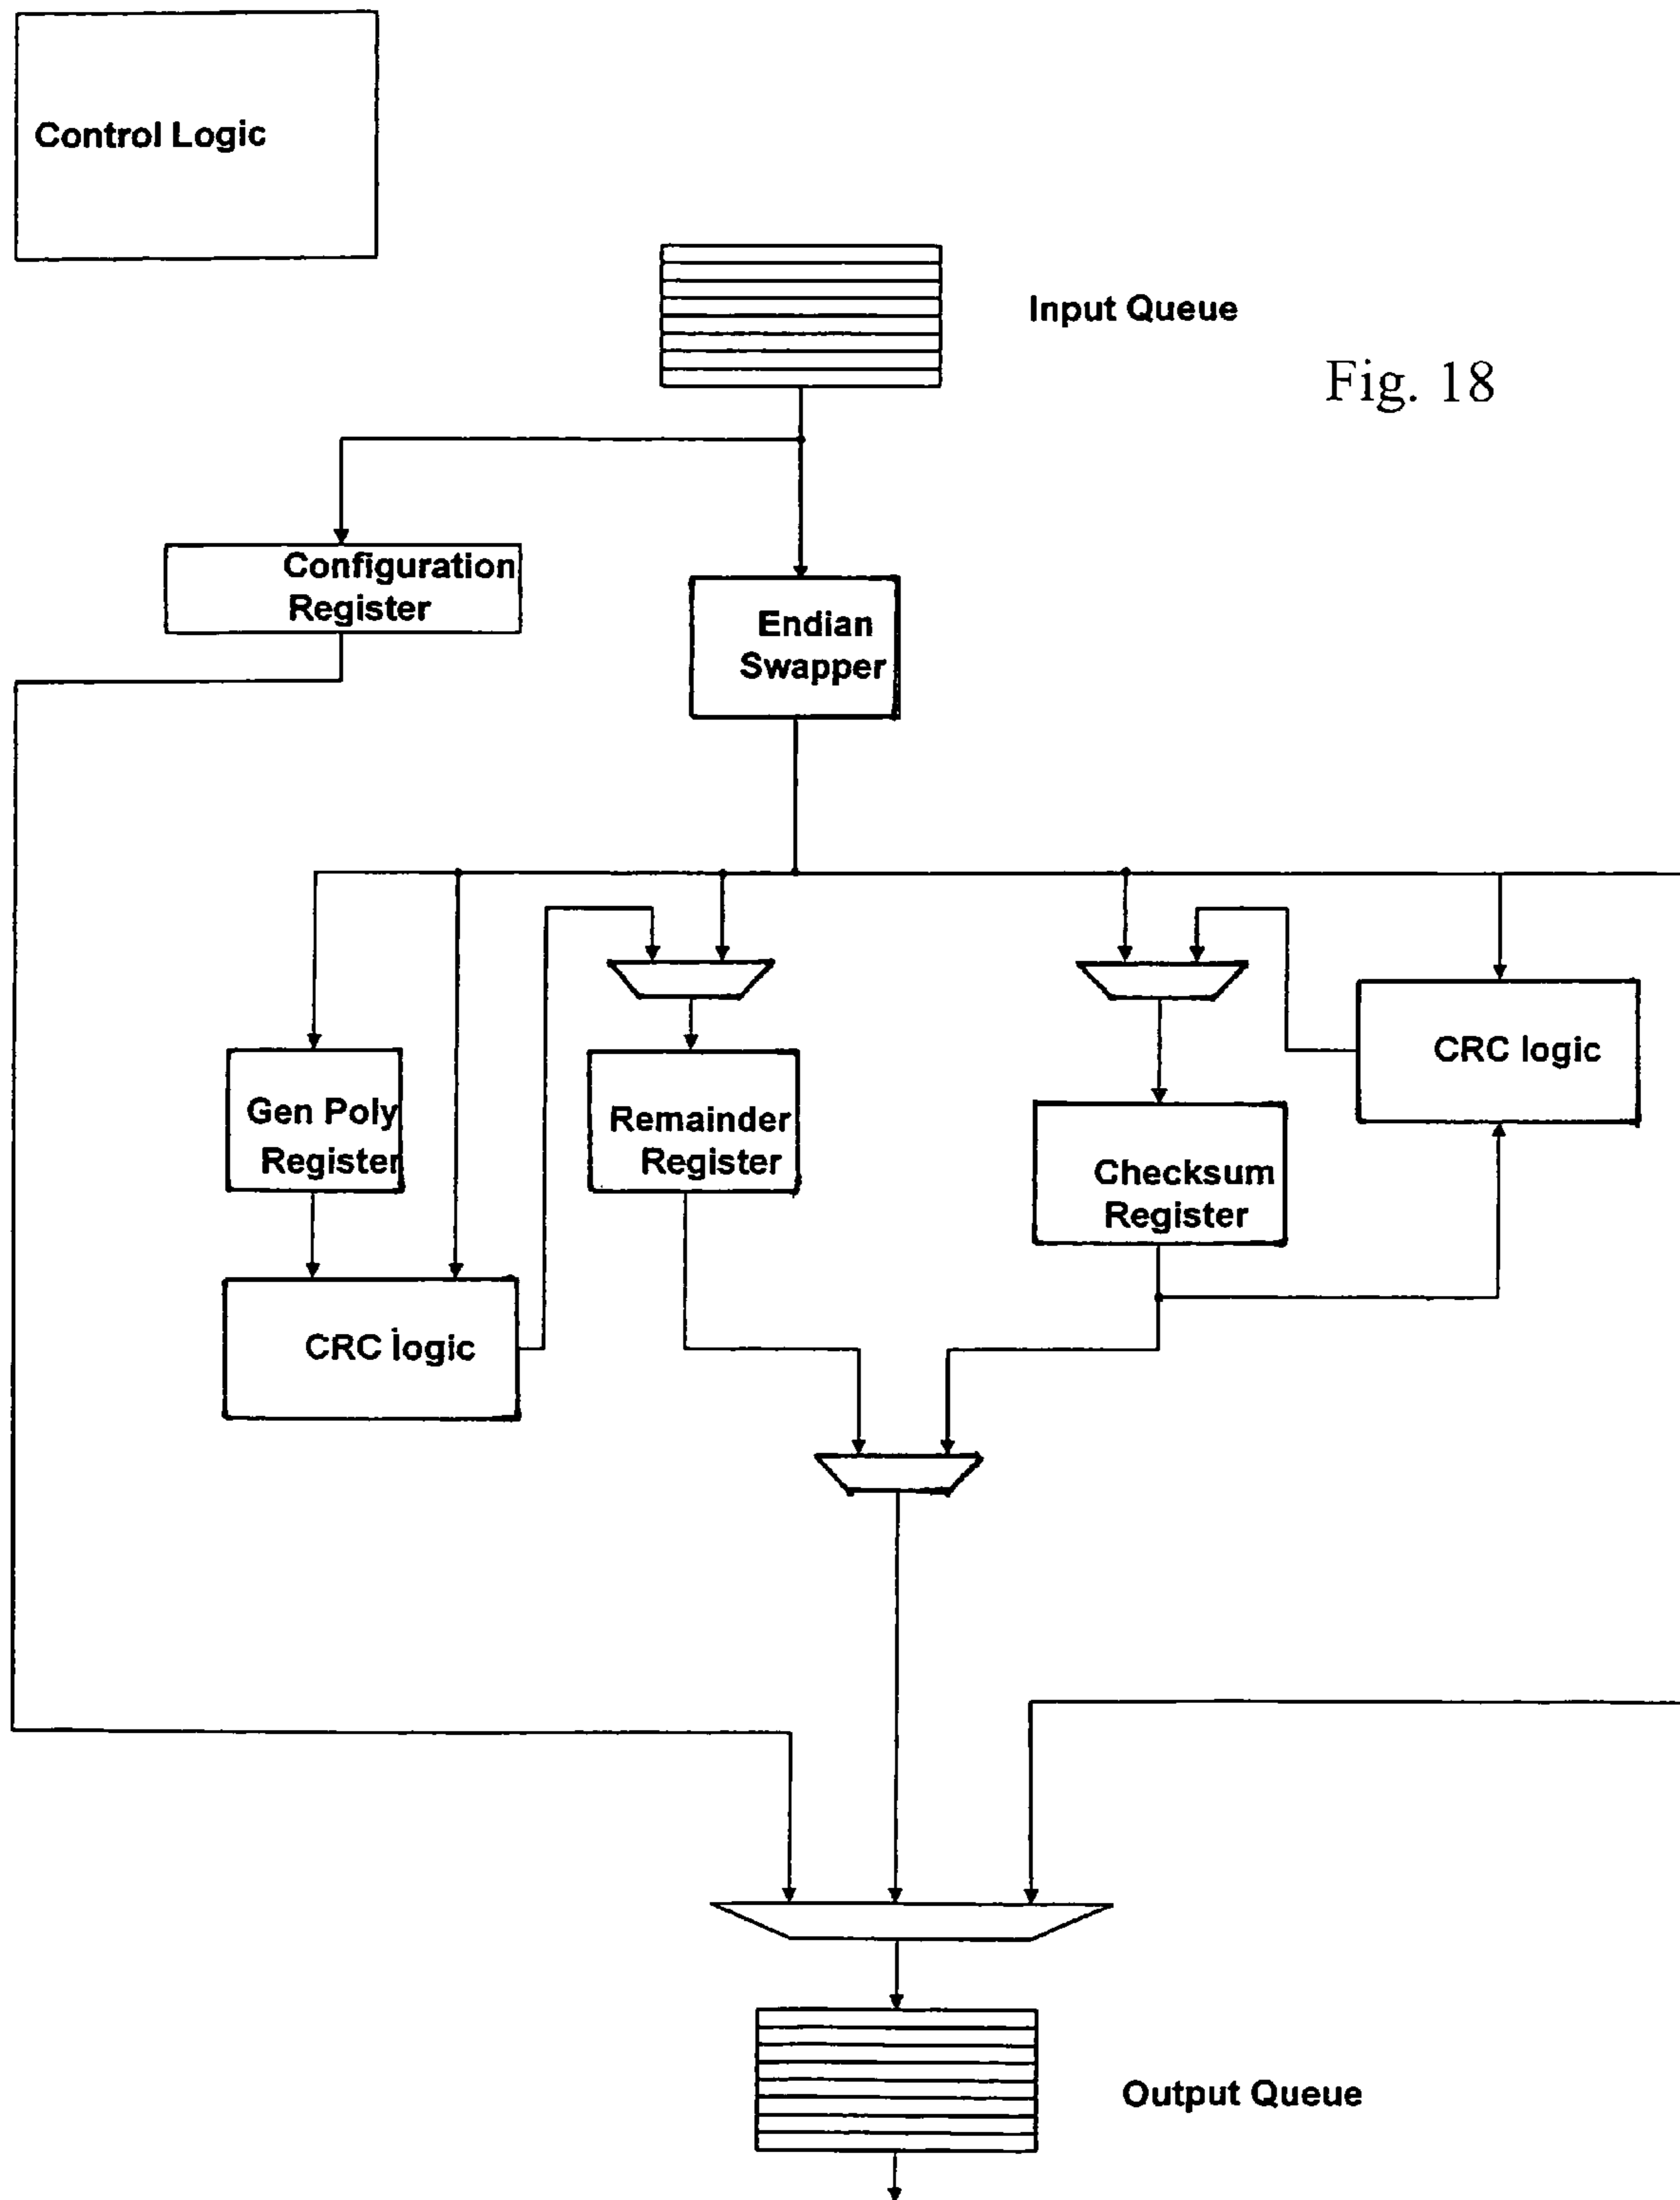 Control Logic
Input Queue
Fig. 18
Configuration
Register
Endian
Swapper
CRC logic
Gen Poly
Register
Remainder
Register
Checksum
Register
CRC logic
Output Queue